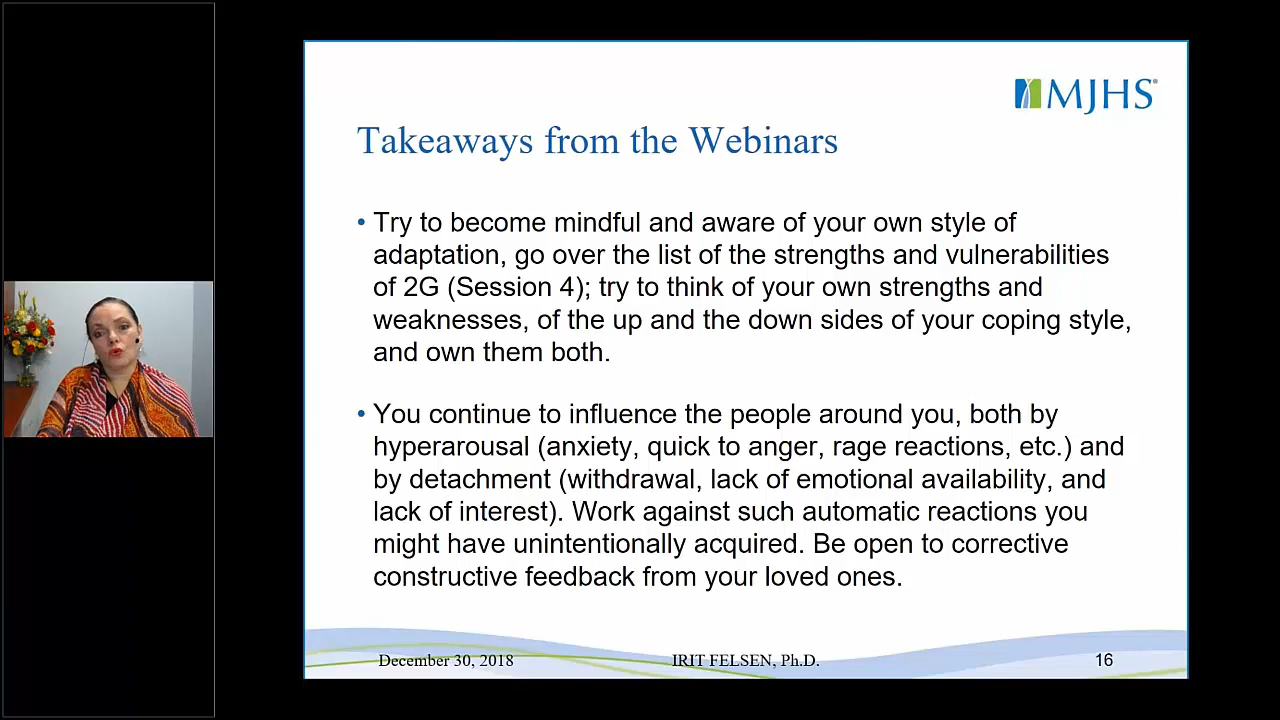 MJHS
Takeaways from the Webinars
• Try to become mindful and aware of your own style of
adaptation, go over the list of the strengths and vulnerabilities
of 2G (Session 4); try to think of your own strengths and
weaknesses, of the up and the down sides of your coping style,
and own them both.
• You continue to influence the people around you, both by
hyperarousal (anxiety, quick to anger, rage reactions, etc.) and
by detachment (withdrawal, lack of emotional availability, and
lack of interest). Work against such automatic reactions you
might have unintentionally acquired. Be open to corrective
constructive feedback from your loved ones.
December 30, 2018 IRIT FELSEN, Ph.D. 16